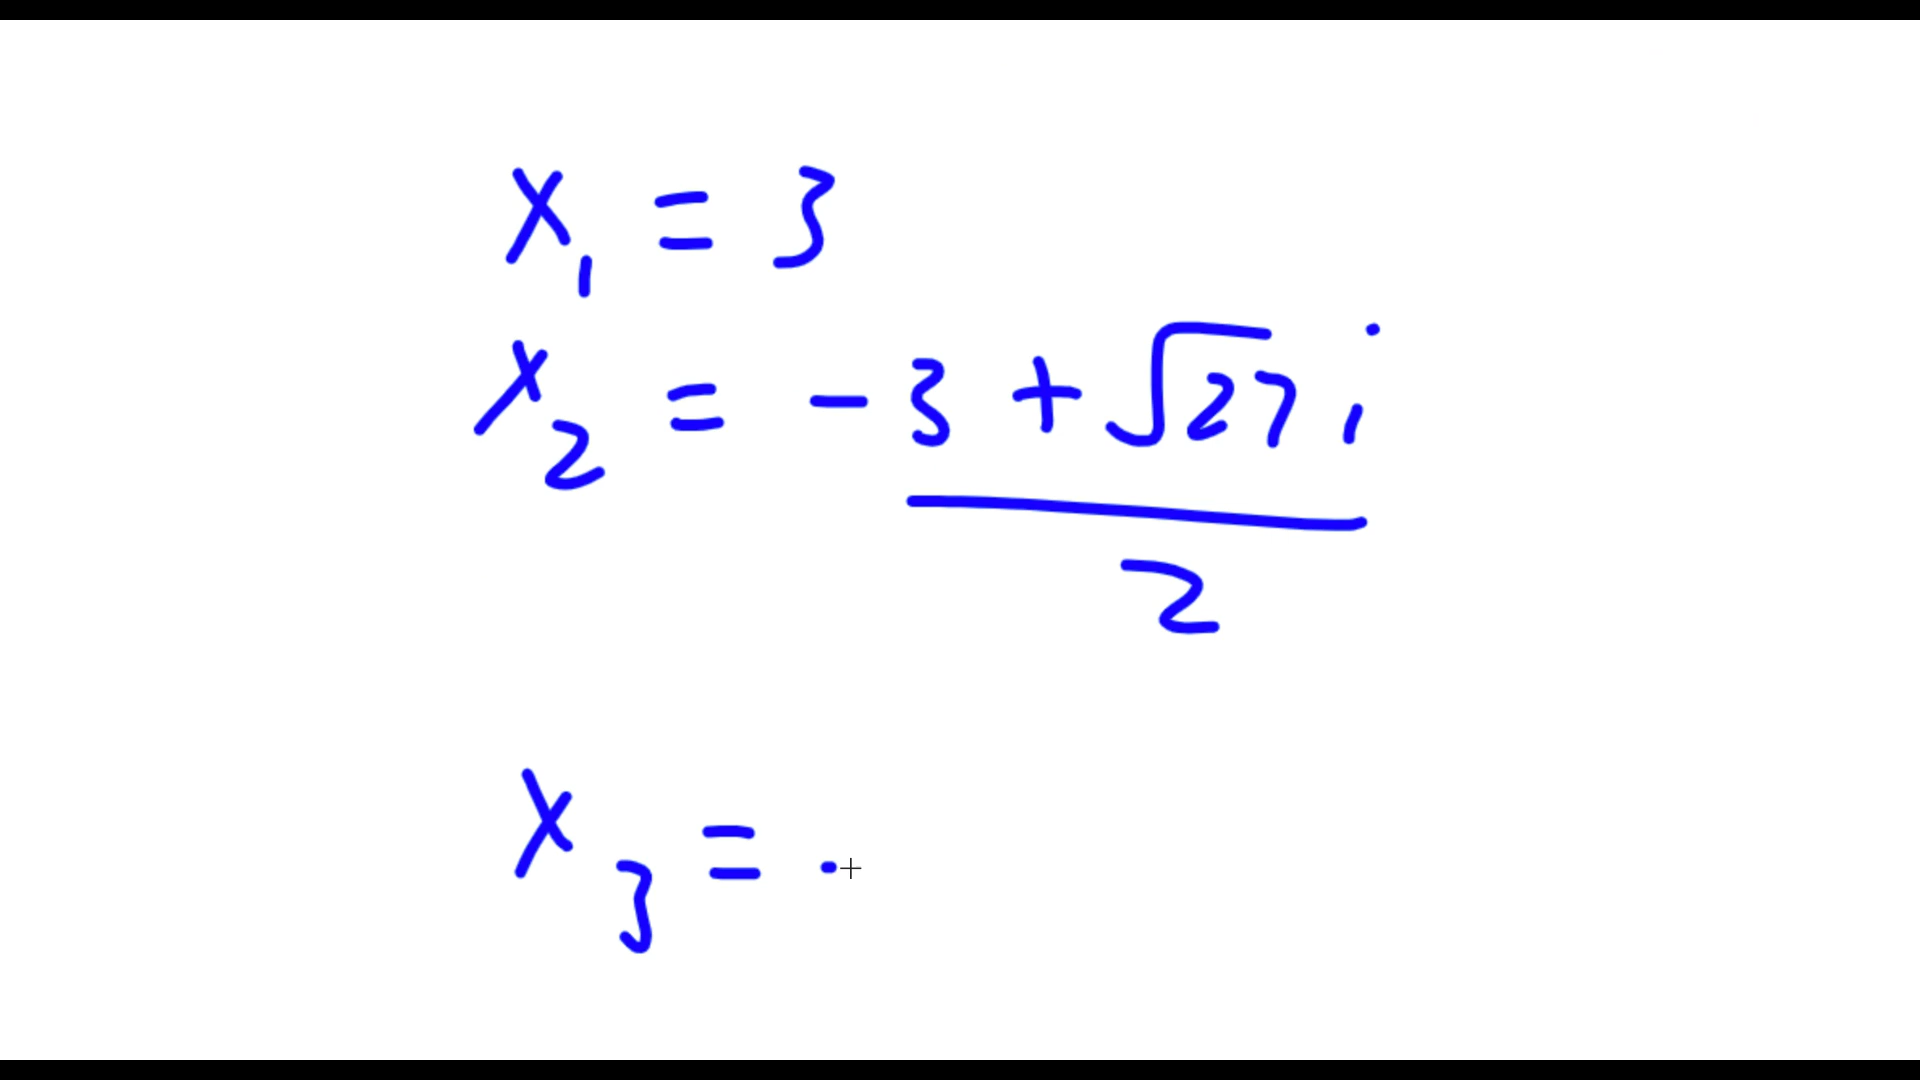 x₁ = 3
x₂ = -3 + √27 i
2
x₃ = -